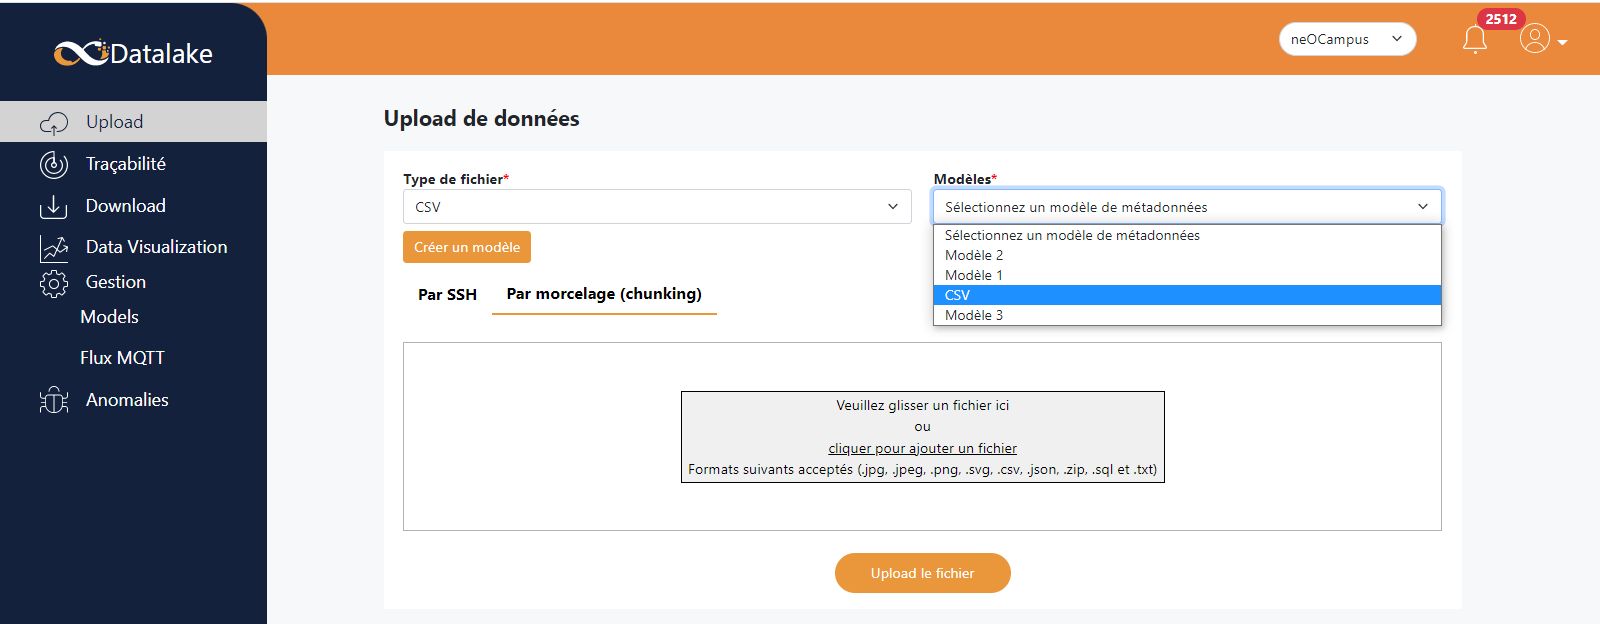 Datalake
neOCampus
2512
Upload
Traçabilité
Download
Data Visualization
Gestion
Models
Flux MQTT
Anomalies
Upload de données
Type de fichier*
CSV
Créer un modèle
Modèles*
Sélectionnez un modèle de métadonnées
Sélectionnez un modèle de métadonnées
Modèle 2
Modèle 1
CSV
Modèle 3
Par SSH
Par morcelage (chunking)
Veuillez glisser un fichier ici
ou
cliquer pour ajouter un fichier
Formats suivants acceptés (.jpg, .jpeg, .png, .svg, .csv, .json, .zip, .sql et .txt)
Upload le fichier